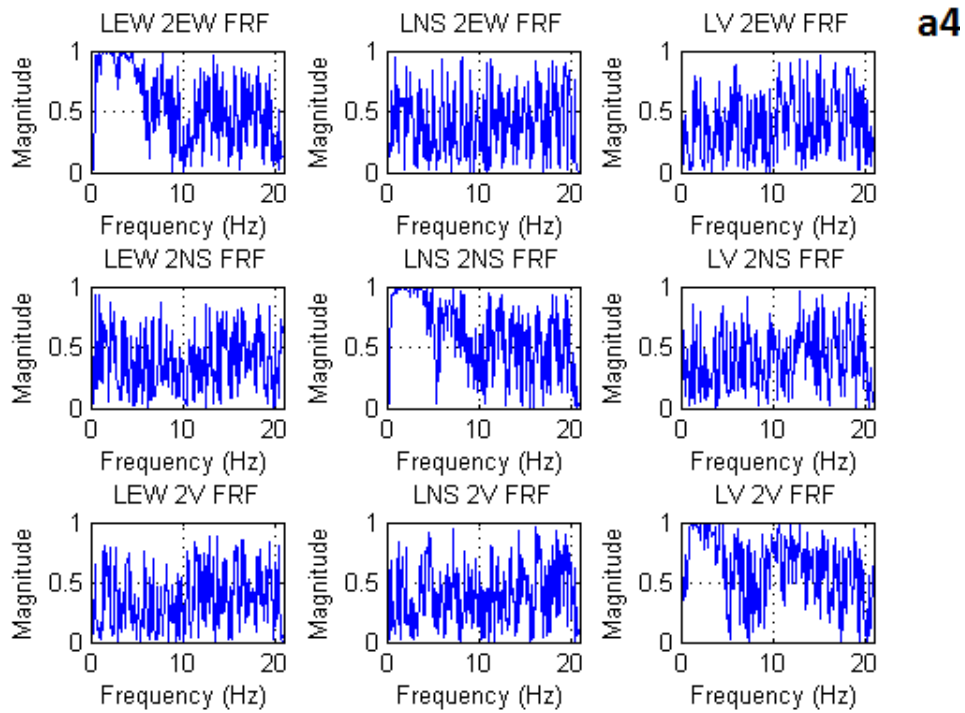 LEW 2EW FRF LNS 2EW FRF LV 2EW FRF a4
1 1 1
Magnitude 0.5 Magnitude 0.5 Magnitude 0.5
0 0 0
0 10 20 0 10 20 0 10 20
Frequency (Hz) Frequency (Hz) Frequency (Hz)
LEW 2NS FRF LNS 2NS FRF LV 2NS FRF
1 1 1
Magnitude 0.5 Magnitude 0.5 Magnitude 0.5
0 0 0
0 10 20 0 10 20 0 10 20
Frequency (Hz) Frequency (Hz) Frequency (Hz)
LEW 2V FRF LNS 2V FRF LV 2V FRF
1 1 1
Magnitude 0.5 Magnitude 0.5 Magnitude 0.5
0 0 0
0 10 20 0 10 20 0 10 20
Frequency (Hz) Frequency (Hz) Frequency (Hz)